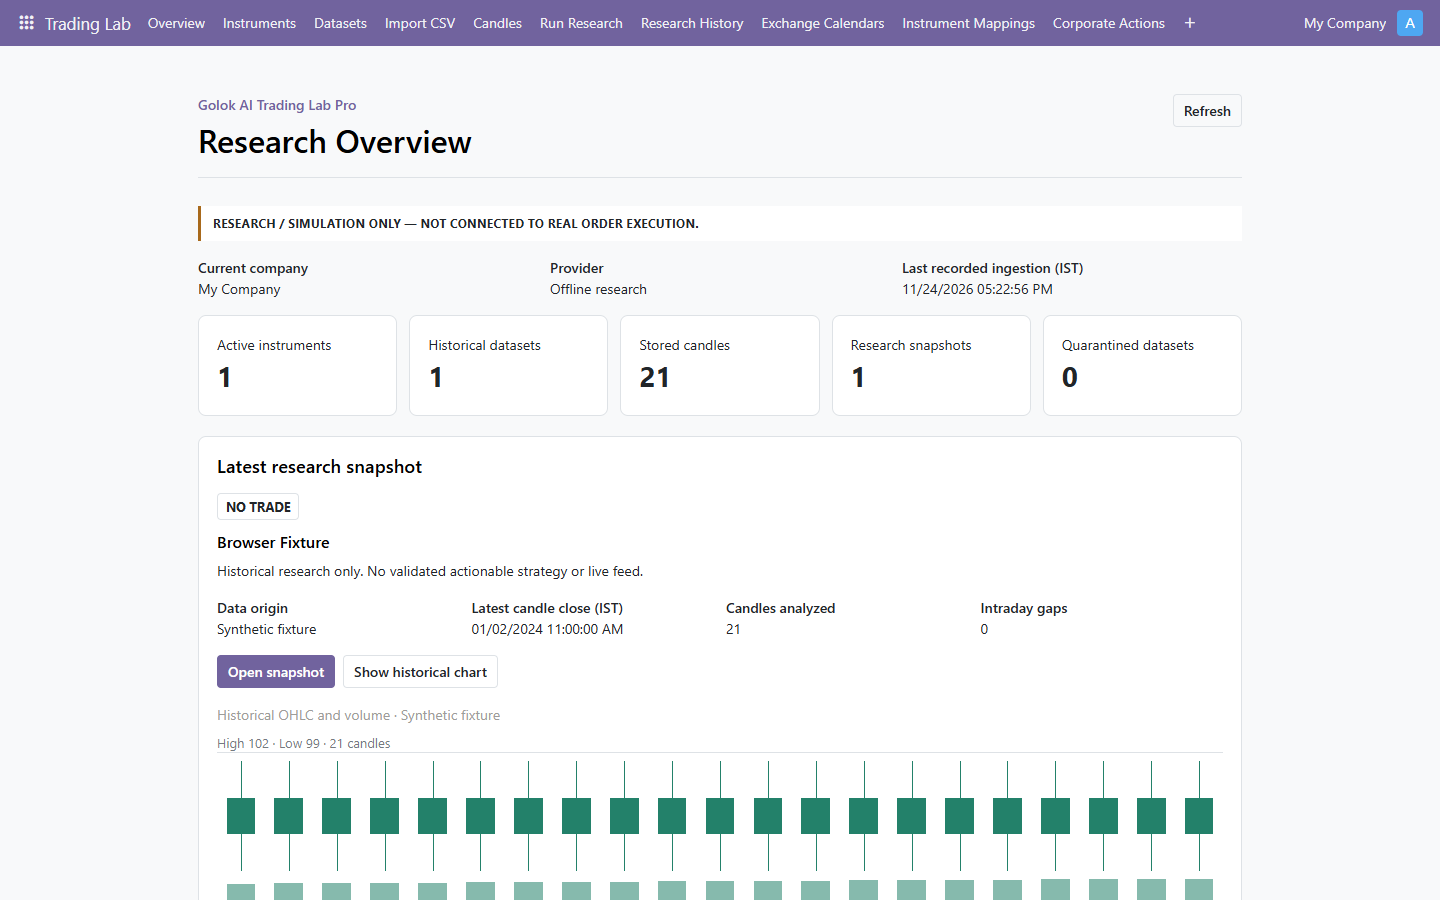 Trading Lab Overview Instruments Datasets Import CSV Candles Run Research Research History Exchange Calendars Instrument Mappings Corporate Actions + My Company A
Golok AI Trading Lab Pro
Refresh
Research Overview
RESEARCH / SIMULATION ONLY — NOT CONNECTED TO REAL ORDER EXECUTION.
Current company Provider Last recorded ingestion (IST)
My Company Offline research 11/24/2026 05:22:56 PM
Active instruments Historical datasets Stored candles Research snapshots Quarantined datasets
1 1 21 1 0
Latest research snapshot
NO TRADE
Browser Fixture
Historical research only. No validated actionable strategy or live feed.
Data origin Latest candle close (IST) Candles analyzed Intraday gaps
Synthetic fixture 01/02/2024 11:00:00 AM 21 0
Open snapshot Show historical chart
Historical OHLC and volume · Synthetic fixture
High 102 · Low 99 · 21 candles